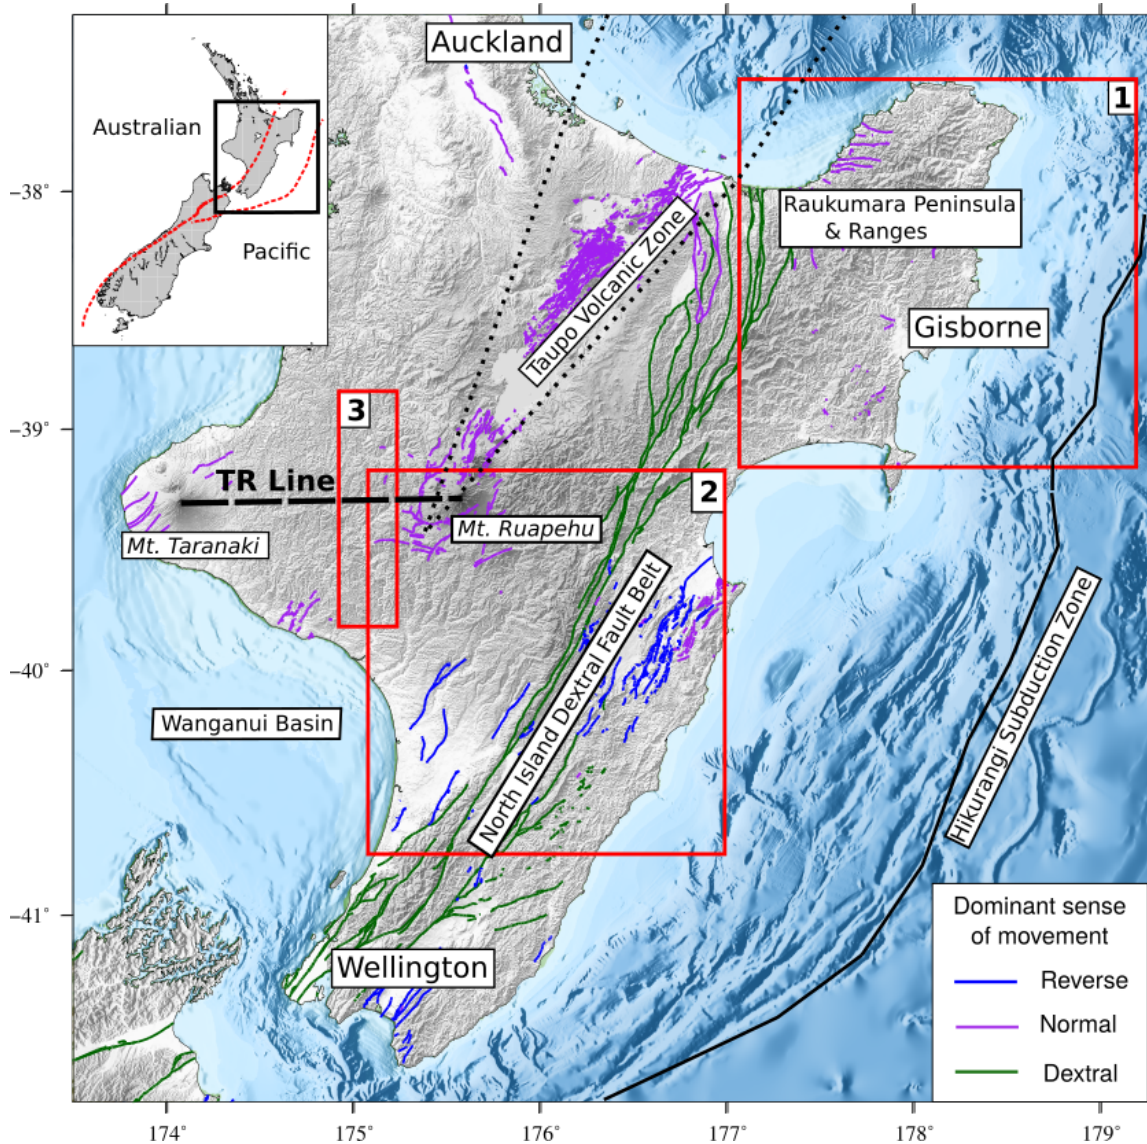 Auckland
1
Australian
Pacific
Raukumara Peninsula
& Ranges
Taupo Volcanic Zone
Gisborne
3
TR Line
2
Mt. Ruapehu
Mt. Taranaki
North Island Dextral Fault Belt
Hikurangi Subduction Zone
Wanganui Basin
Wellington
Dominant sense
of movement
Reverse
Normal
Dextral
−38
−39
−40
−41
174° 175° 176° 177° 178° 179°